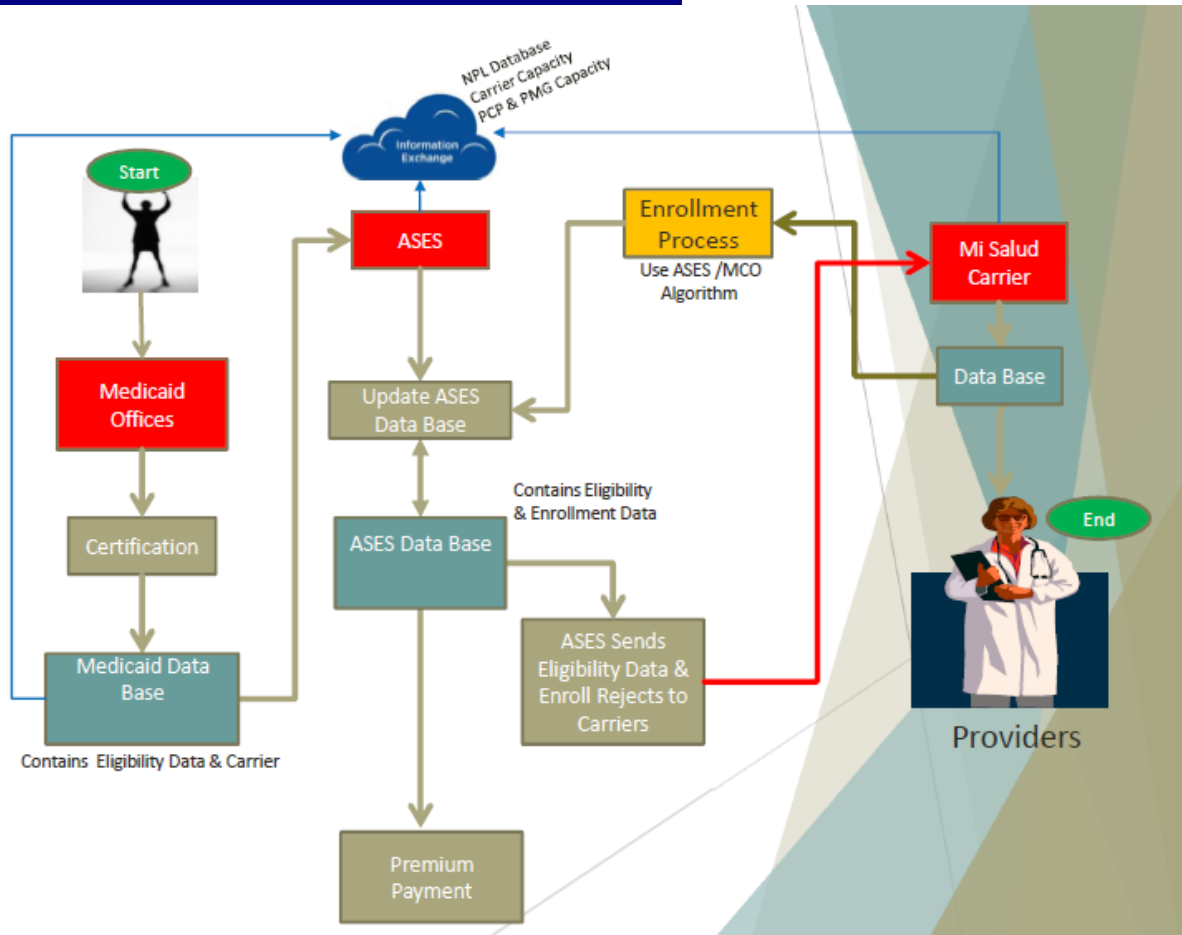 NPL Database
Carrier Capacity
PCP & PMG Capacity
Information
Exchange
Start
ASES
Enrollment
Process
Use ASES /MCO
Algorithm
Mi Salud
Carrier
Medicaid
Offices
Update ASES
Data Base
Data Base
Contains Eligibility
& Enrollment Data
Certification
ASES Data Base
End
ASES Sends
Eligibility Data &
Enroll Rejects to
Carriers
Medicaid Data
Base
Contains  Eligibility Data & Carrier
Providers
Premium
Payment